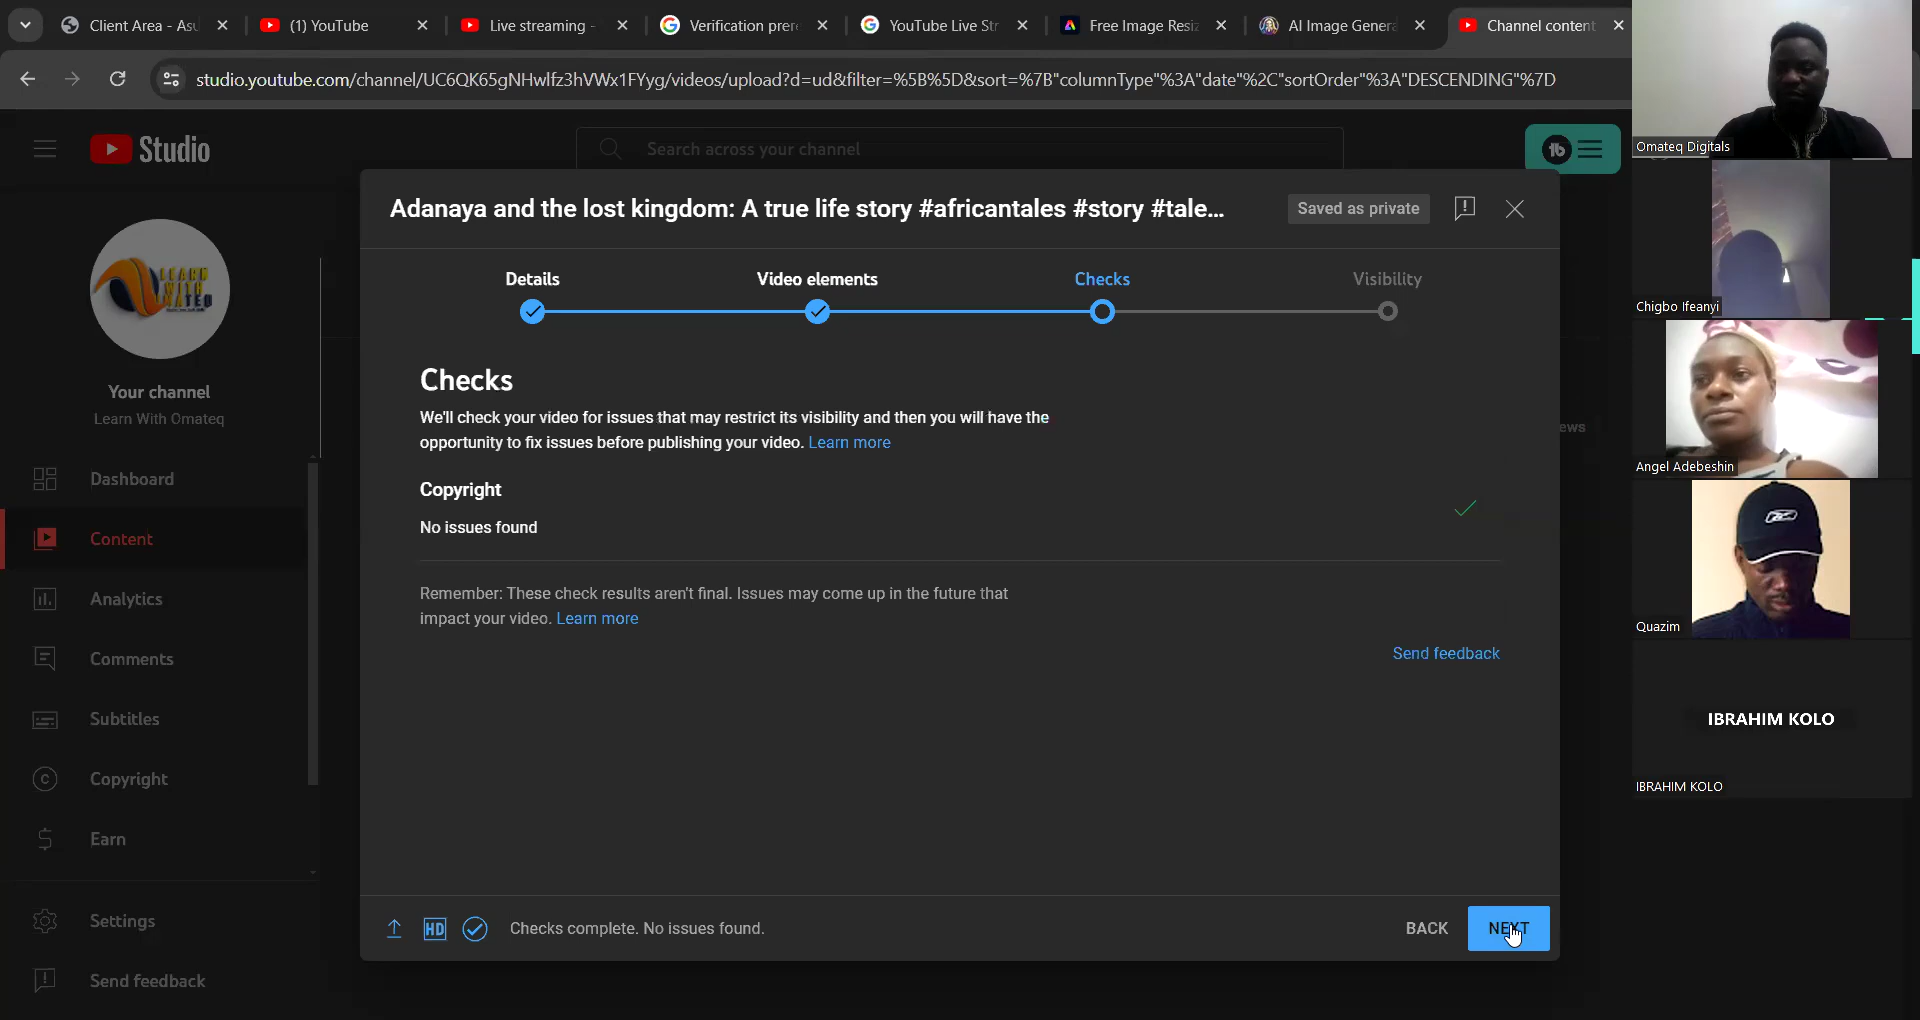 Client Area - Asu
(1) YouTube
Live streaming -
Verification prere
YouTube Live Str
Free Image Resiz
AI Image Genera
Channel content
studio.youtube.com/channel/UC6QK65gNHwlfz3hVWx1FYyg/videos/upload?d=ud&filter=%5B%5D&sort=%7B"columnType"%3A"date"%2C"sortOrder"%3A"DESCENDING"%7D
Studio
Search across your channel
Adanaya and the lost kingdom: A true life story #africantales #story #tale...
Saved as private
Details
Video elements
Checks
Visibility
LEARN
WITH
Your channel
Learn With Omateq
Dashboard
Content
Analytics
Comments
Subtitles
Copyright
Earn
Settings
Send feedback
Checks
We'll check your video for issues that may restrict its visibility and then you will have the
opportunity to fix issues before publishing your video. Learn more
Copyright
No issues found
Remember: These check results aren't final. Issues may come up in the future that
impact your video. Learn more
Send feedback
HD
Checks complete. No issues found.
BACK
NEXT
ews
Omateq Digitals
Chigbo Ifeanyi
Angel Adebeshin
Quazim
IBRAHIM KOLO
IBRAHIM KOLO